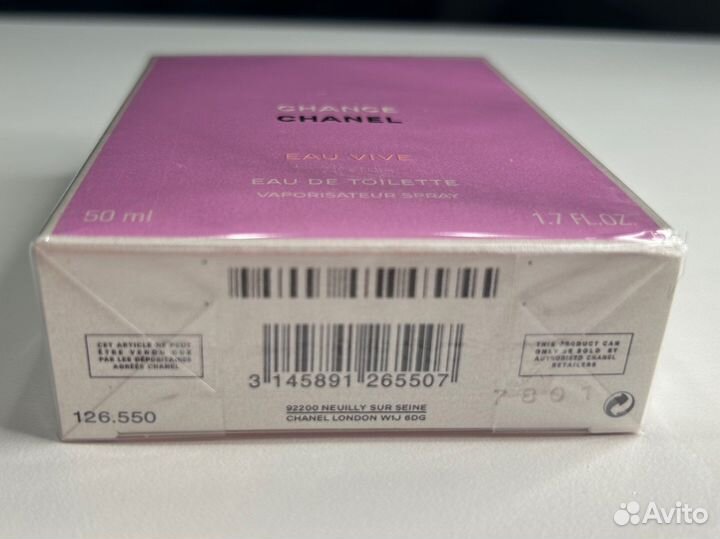 CHANCE
CHANEL
EAU VIVE
EAU DE TOILETTE
VAPORISATEUR SPRAY
50 ml
1.7 FL.OZ.
CET ARTICLE NE PEUT
ÊTRE VENDU QUE
PAR LES DÉPOSITAIRES
AGRÉÉS CHANEL
THIS PRODUCT CAN
ONLY BE SOLD BY
AUTHORISED CHANEL
RETAILERS
3 145891 265507
7801
126.550
92200 NEUILLY SUR SEINE
CHANEL LONDON W1J 6DG
Avito